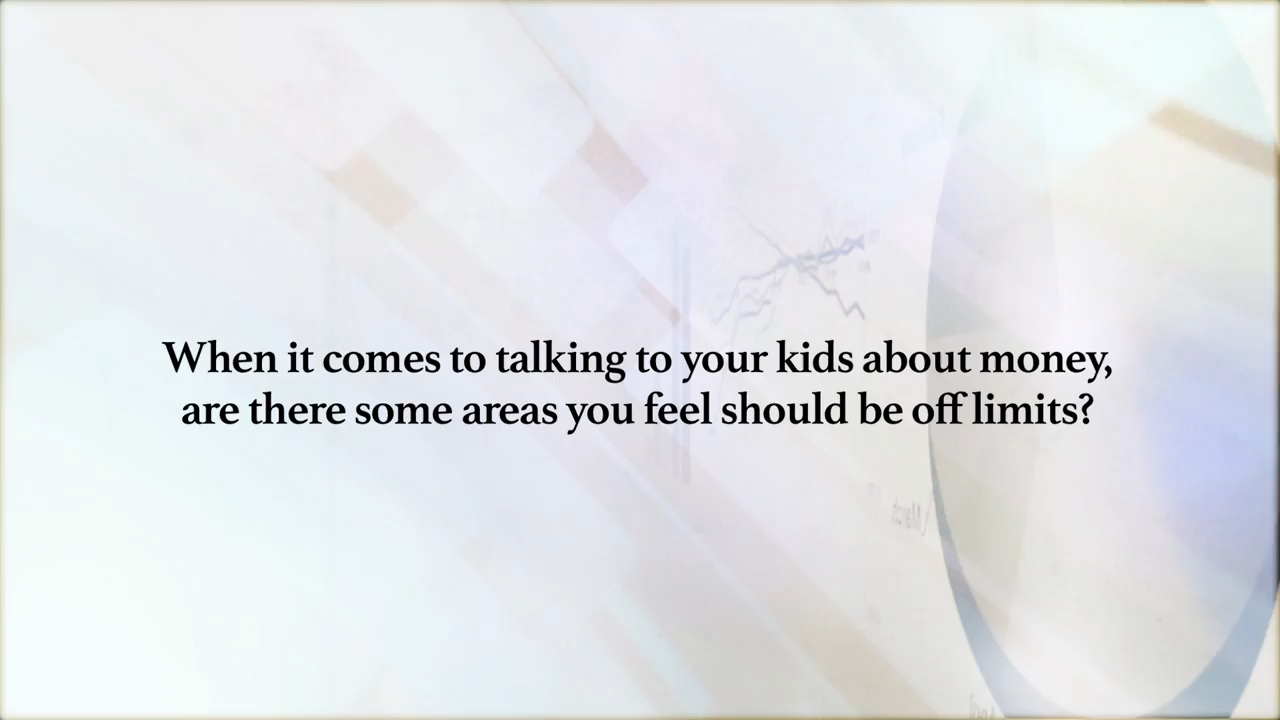 When it comes to talking to your kids about money,
are there some areas you feel should be off limits?